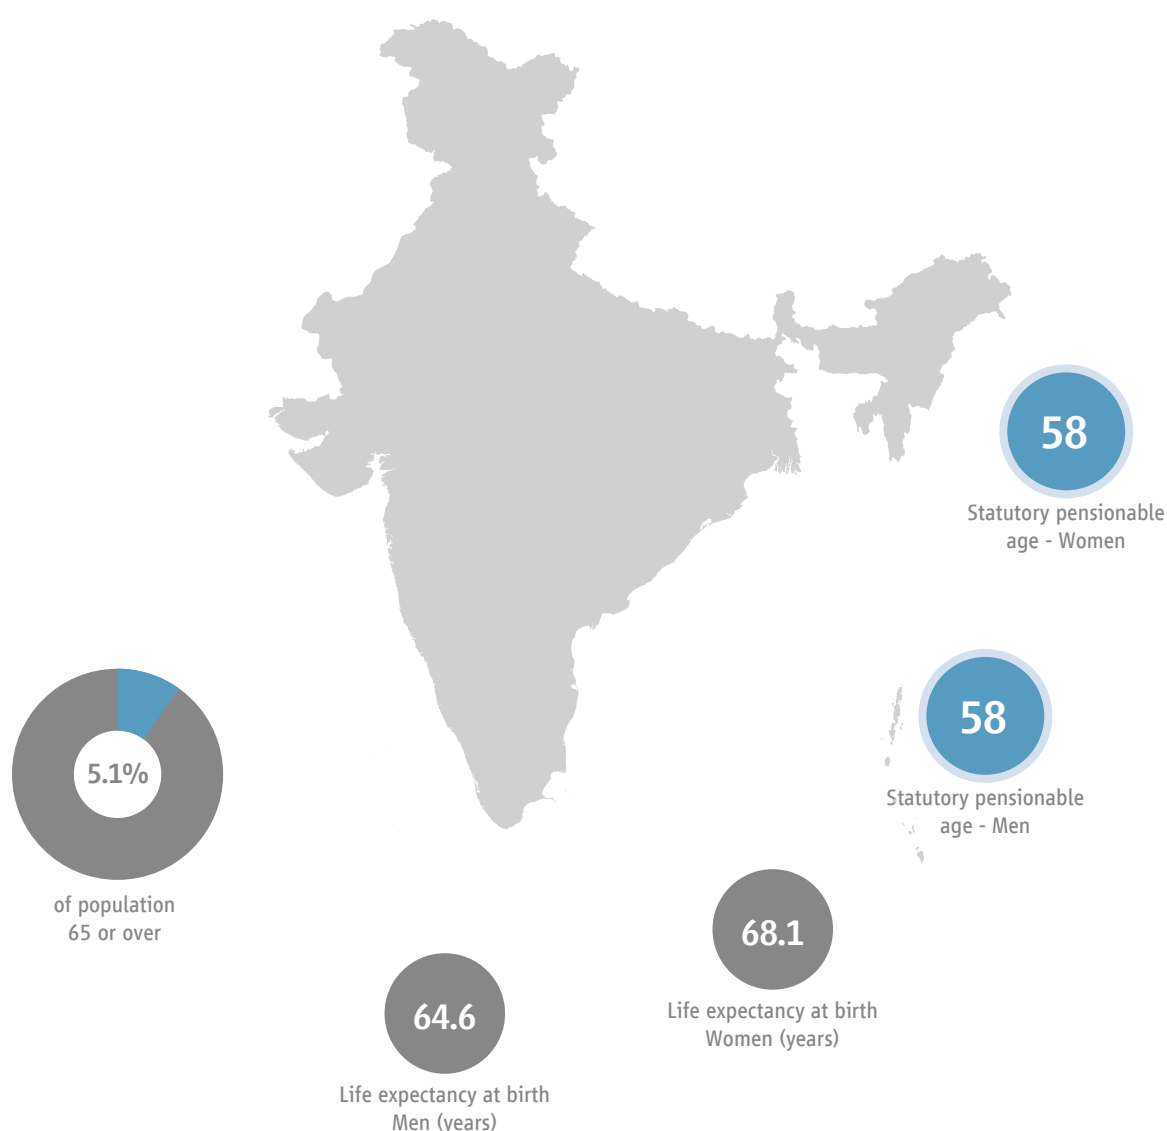 58
Statutory pensionable
age - Women
58
Statutory pensionable
age - Men
5.1%
of population
65 or over
68.1
Life expectancy at birth
Women (years)
64.6
Life expectancy at birth
Men (years)